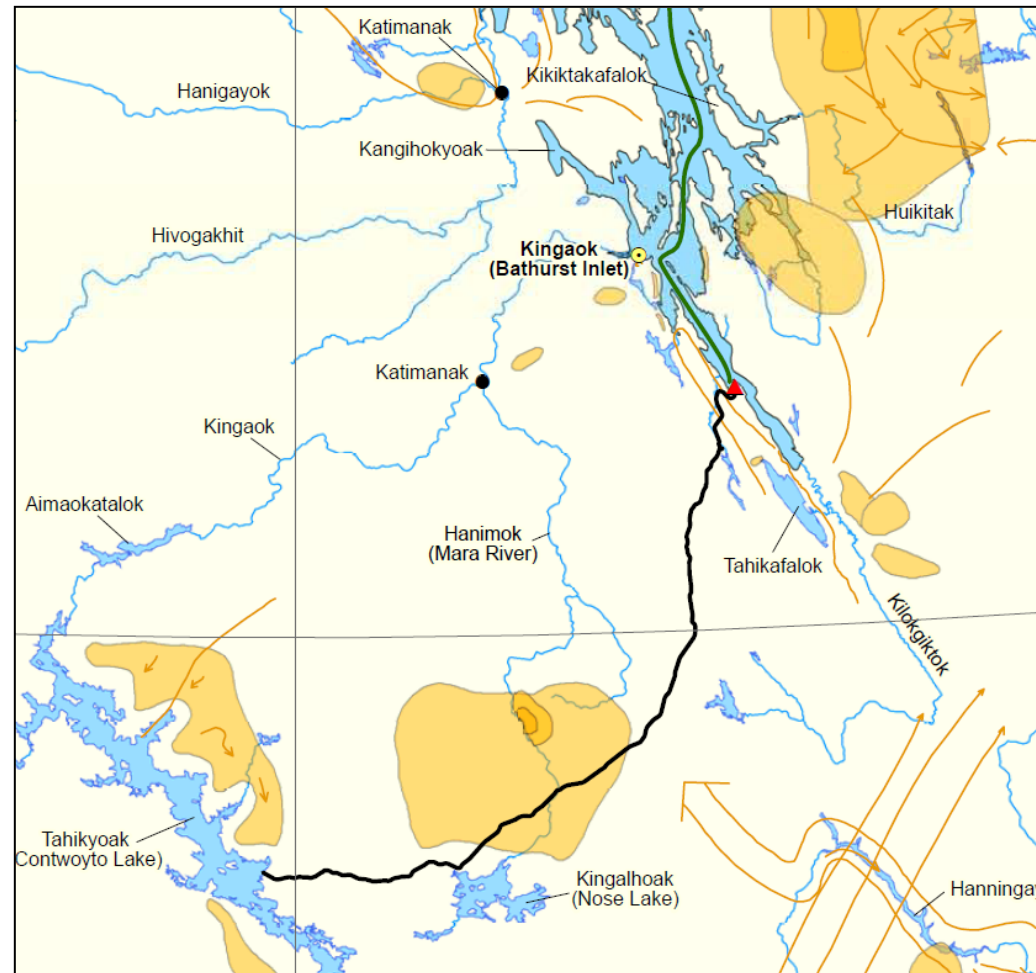 Katimanak
Hanigayok
Kikiktakafalok
Kangihokyoak
Huikitak
Hivogakhit
Kingaok
(Bathurst Inlet)
Katimanak
Kingaok
Aimaokatalok
Hanimok
(Mara River)
Tahikafalok
Kilokgiktok
Tahikyoak
Contwoyto Lake)
Kingalhoak
(Nose Lake)
Hanninga